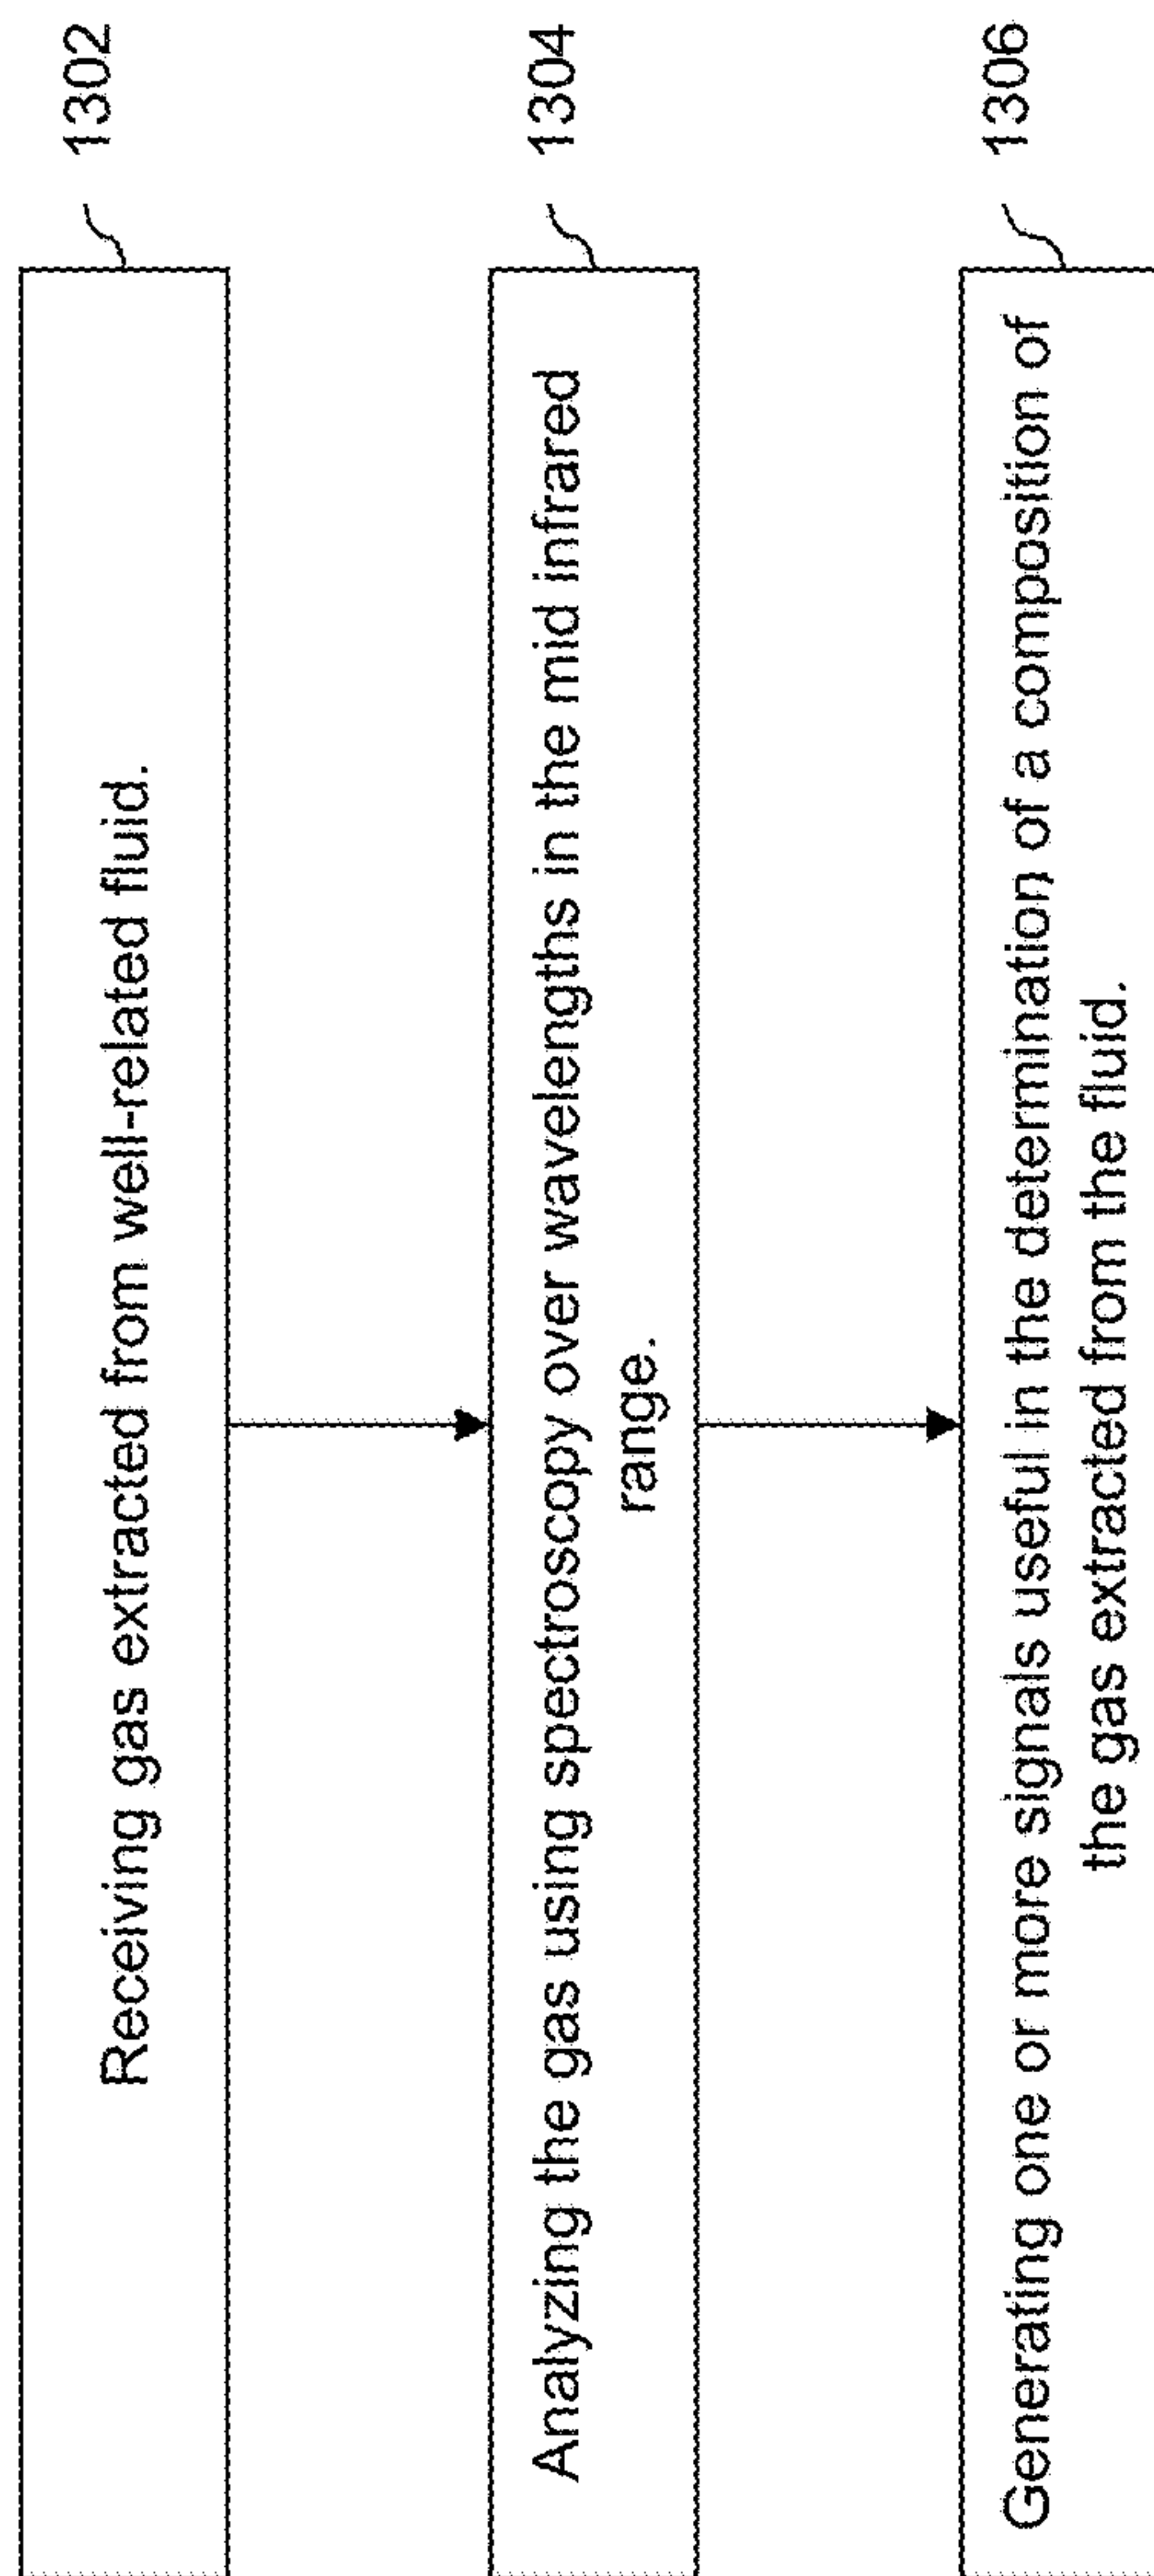 Receiving gas extracted from well-related fluid.
1302
Analyzing the gas using spectroscopy over wavelengths in the mid infrared
range.
1304
Generating one or more signals useful in the determination of a composition of
the gas extracted from the fluid.
1306